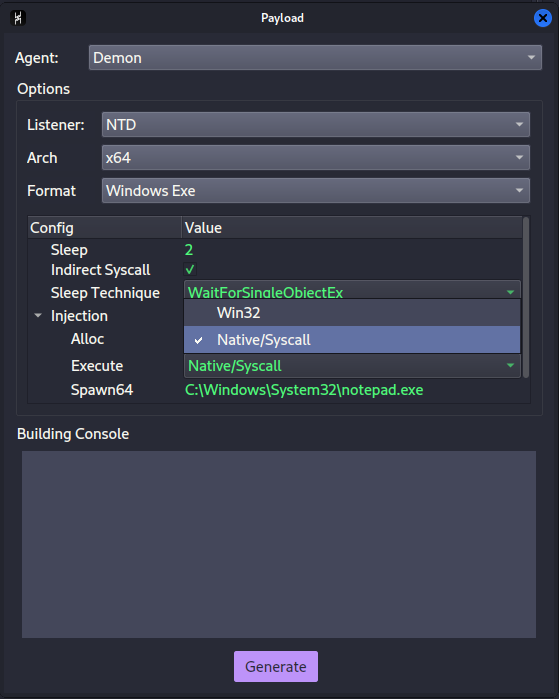 Payload
Agent: Demon
Options
Listener: NTD
Arch x64
Format Windows Exe
Config Value
Sleep 2
Indirect Syscall ✓
Sleep Technique WaitForSingleObjectEx
Injection Win32
Alloc ✓ Native/Syscall
Execute Native/Syscall
Spawn64 C:\Windows\System32\notepad.exe
Building Console
Generate